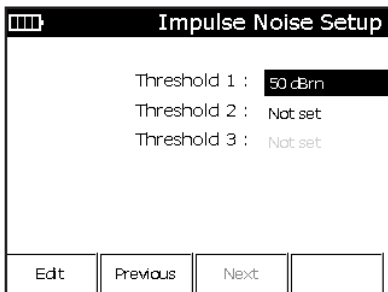 Impulse Noise Setup
Threshold 1 : 50 dBrn
Threshold 2 : Not set
Threshold 3 : Not set
Edit Previous Next